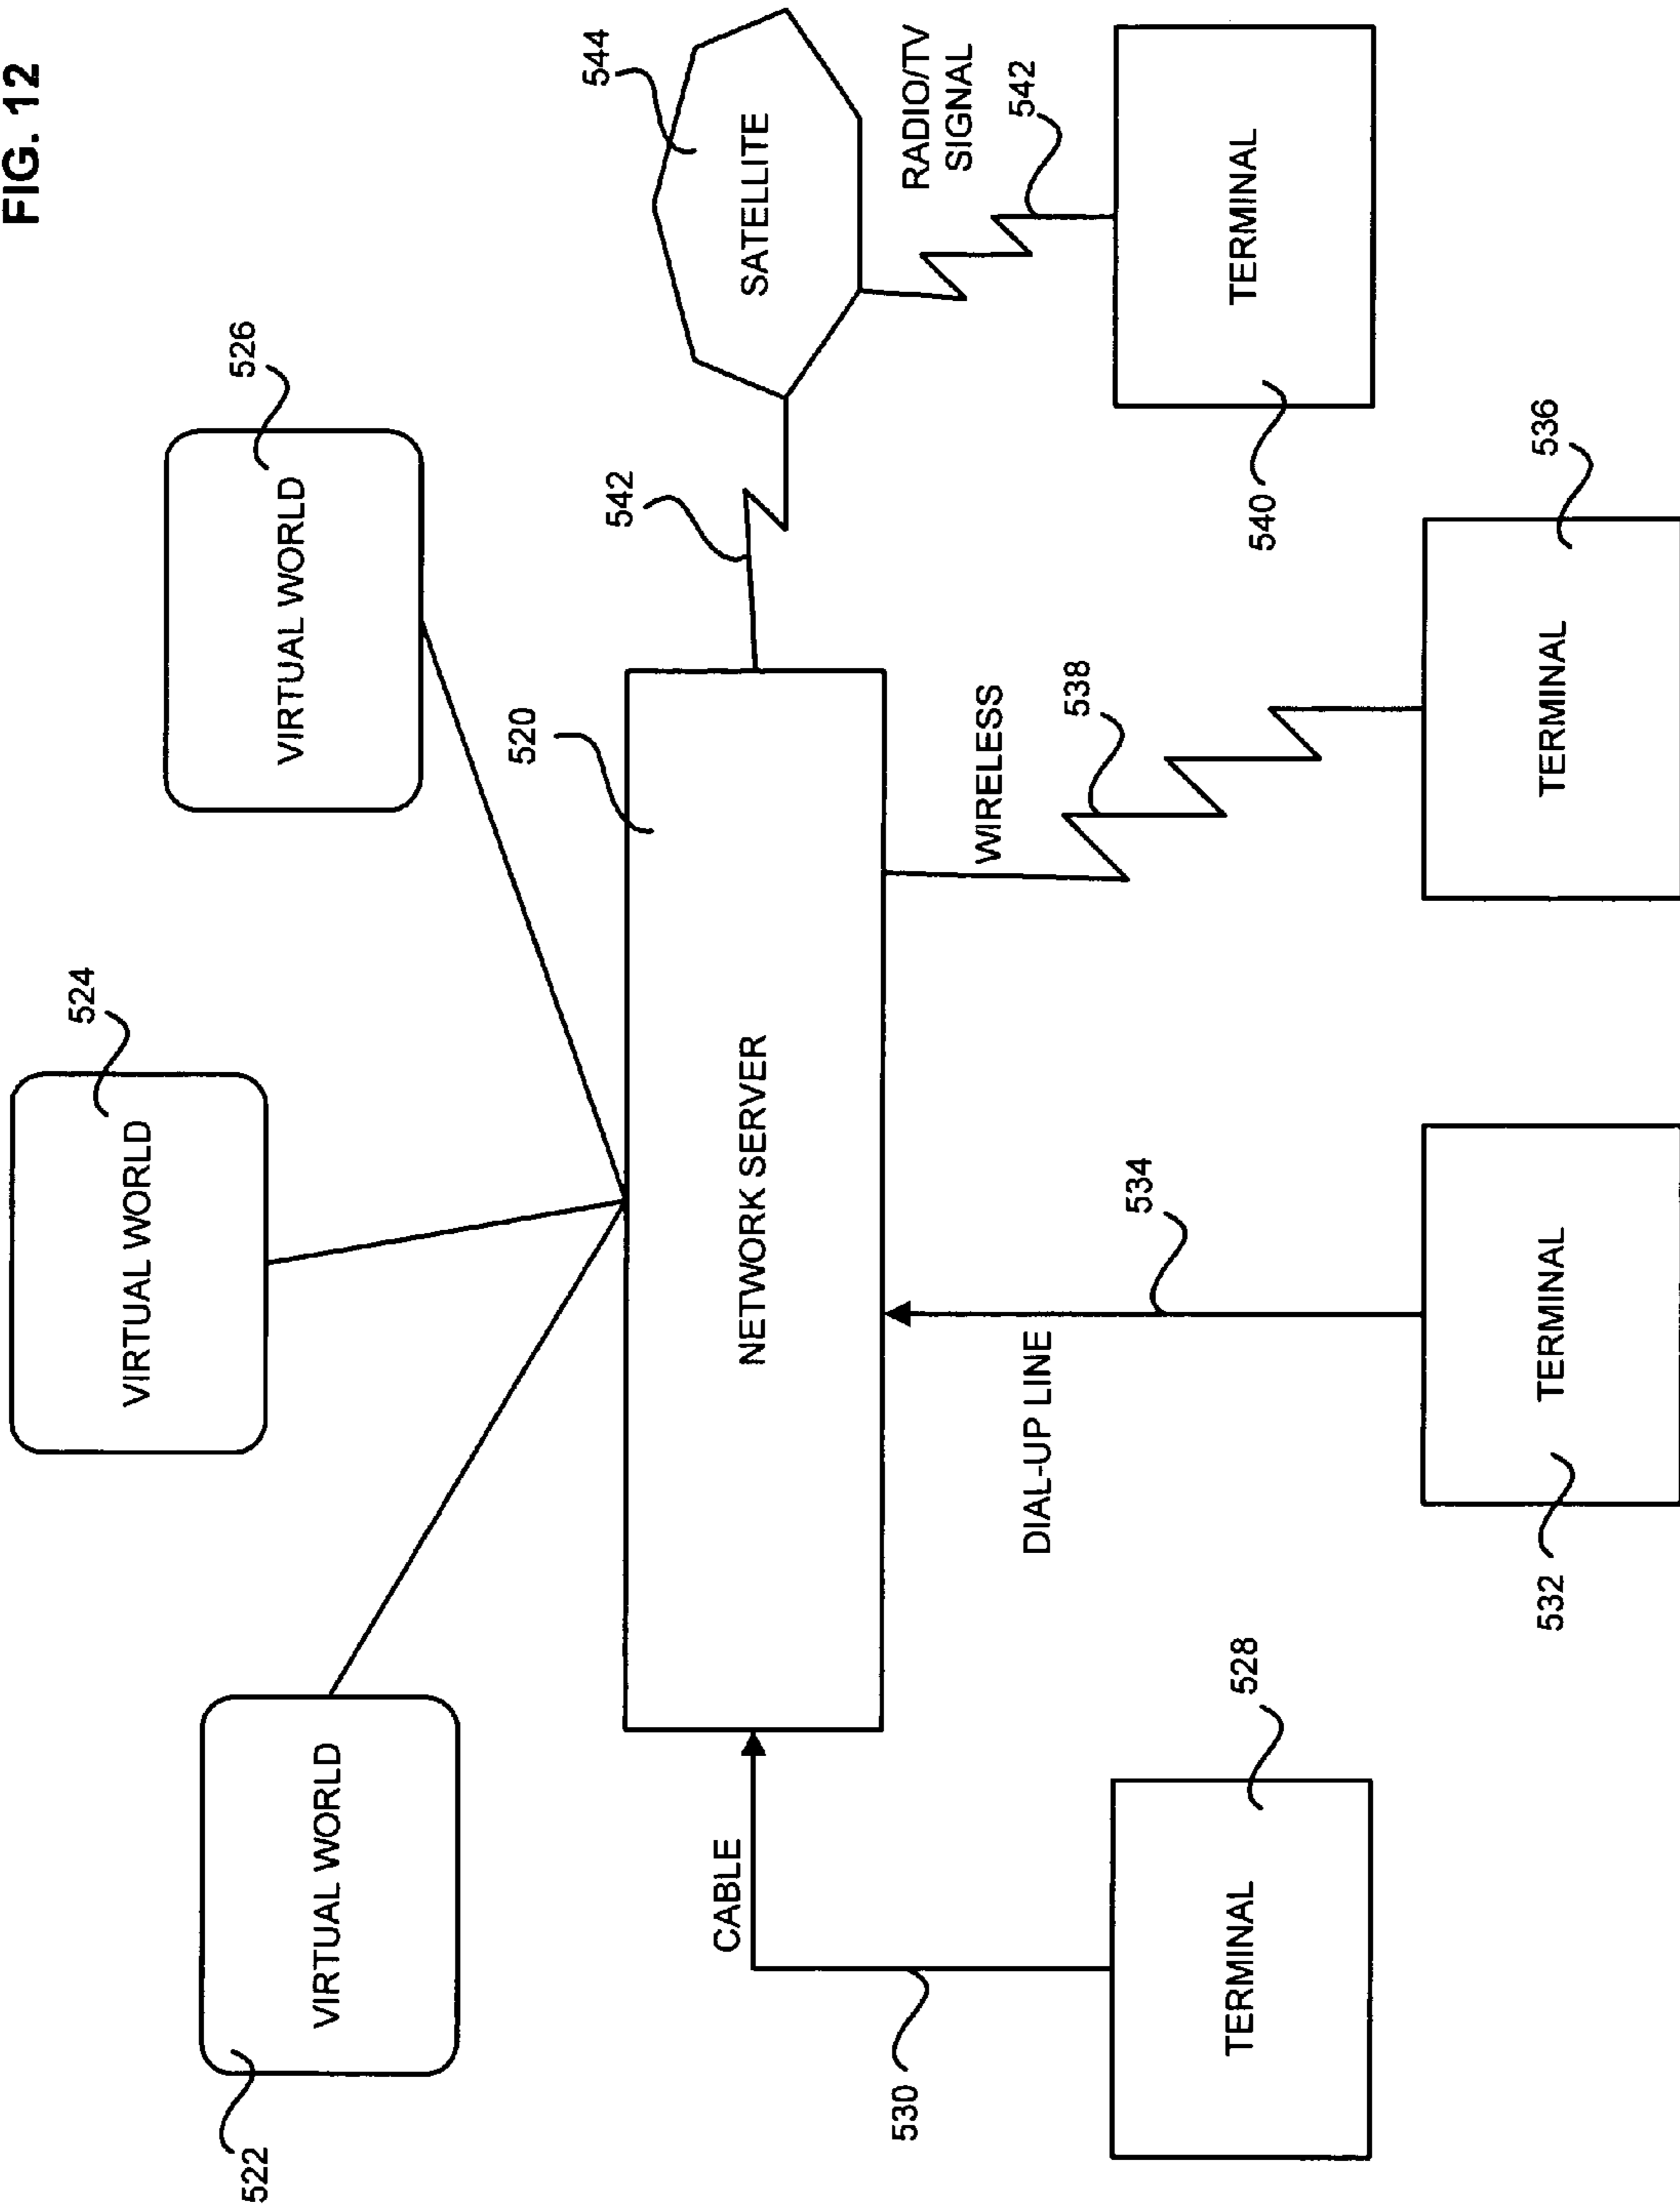 FIG. 12
524
VIRTUAL WORLD
526
VIRTUAL WORLD
522
VIRTUAL WORLD
520
NETWORK SERVER
542
544
SATELLITE
CABLE
530
DIAL-UP LINE
534
WIRELESS
538
RADIO/TV
SIGNAL
542
528
TERMINAL
532
TERMINAL
536
TERMINAL
540
TERMINAL